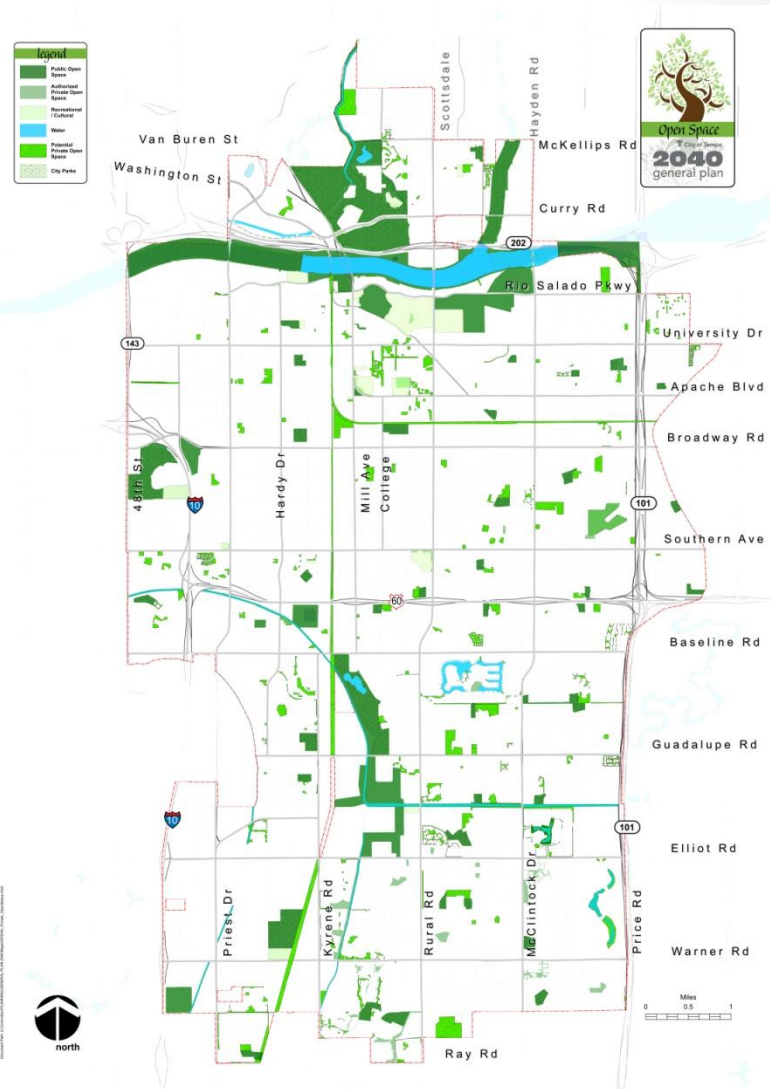 legend
Public Open
Space
Authorized
Private Open
Space
Recreational
/ Cultural
Water
Potential
Private Open
Space
City Parks
Open Space
City of Tempe
2040
general plan
Scottsdale
Hayden Rd
Van Buren St
McKellips Rd
Washington St
Curry Rd
202
Rio Salado Pkwy
University Dr
143
Apache Blvd
Broadway Rd
48th St
Hardy Dr
Mill Ave
College
10
101
Southern Ave
60
Baseline Rd
Guadalupe Rd
10
101
Elliot Rd
Priest Dr
Kyrene Rd
Rural Rd
McClintock Dr
Price Rd
Warner Rd
north
Miles
0 0.5 1
Ray Rd